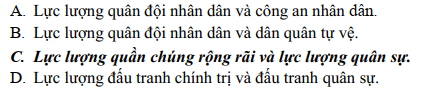 A. Lực lượng quân đội nhân dân và công an nhân dân.
B. Lực lượng quân đội nhân dân và dân quân tự vệ.
C. Lực lượng quần chúng rộng rãi và lực lượng quân sự.
D. Lực lượng đấu tranh chính trị và đấu tranh quân sự.